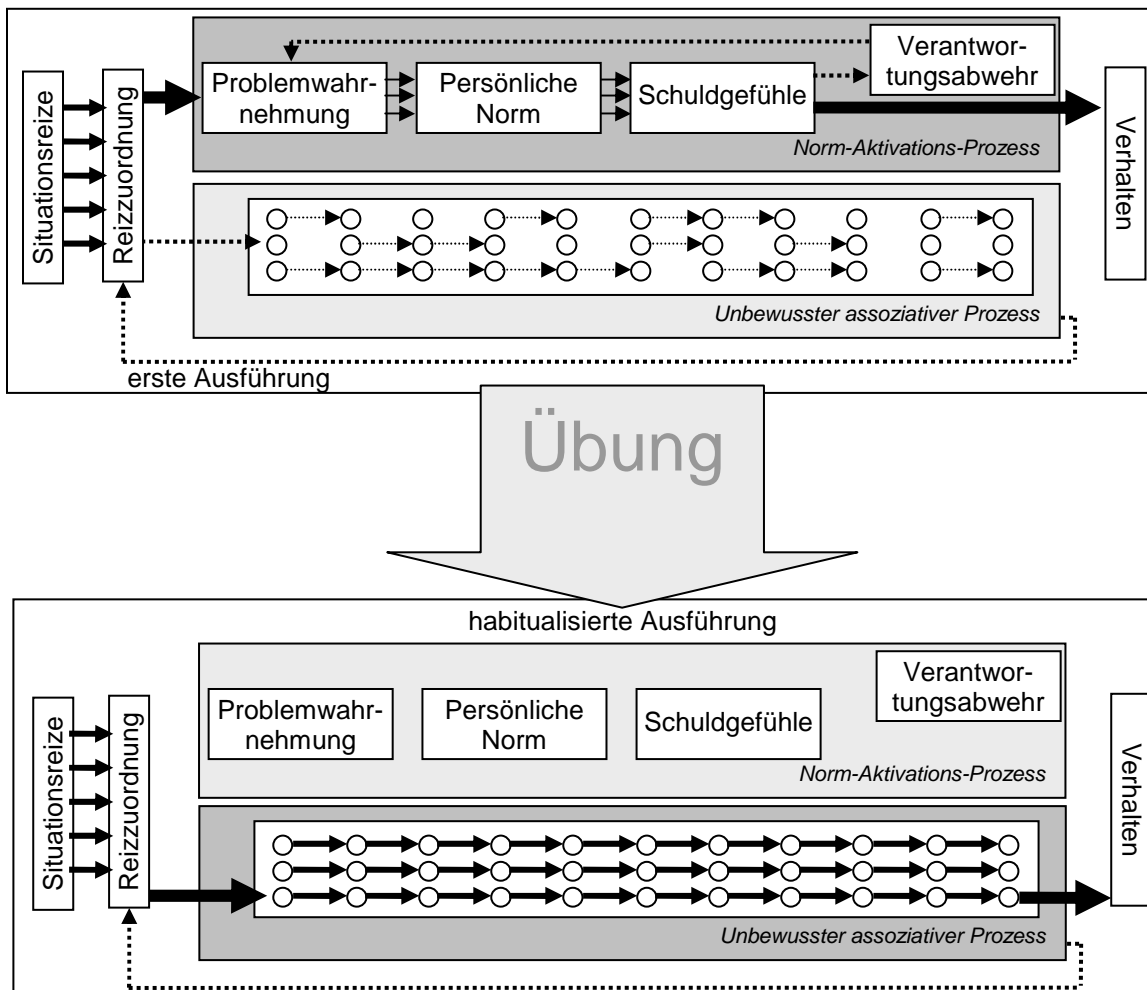 Situationsreize
Reizzuordnung
Problemwahr-
nehmung
Persönliche
Norm
Schuldgefühle
Verantwor-
tungsabwehr
Norm-Aktivations-Prozess
Verhalten
Unbewusster assoziativer Prozess
erste Ausführung
Übung
habitualisierte Ausführung
Situationsreize
Reizzuordnung
Problemwahr-
nehmung
Persönliche
Norm
Schuldgefühle
Verantwor-
tungsabwehr
Norm-Aktivations-Prozess
Verhalten
Unbewusster assoziativer Prozess